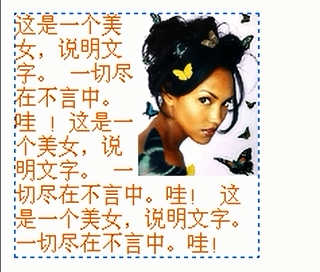 这是一个美
女，说明文
字。 一切尽
在不言中。
哇 ！这是一
个美女，说
明文字。 一
切尽在不言中。哇！ 这
是一个美女，说明文字。
一切尽在不言中。哇！